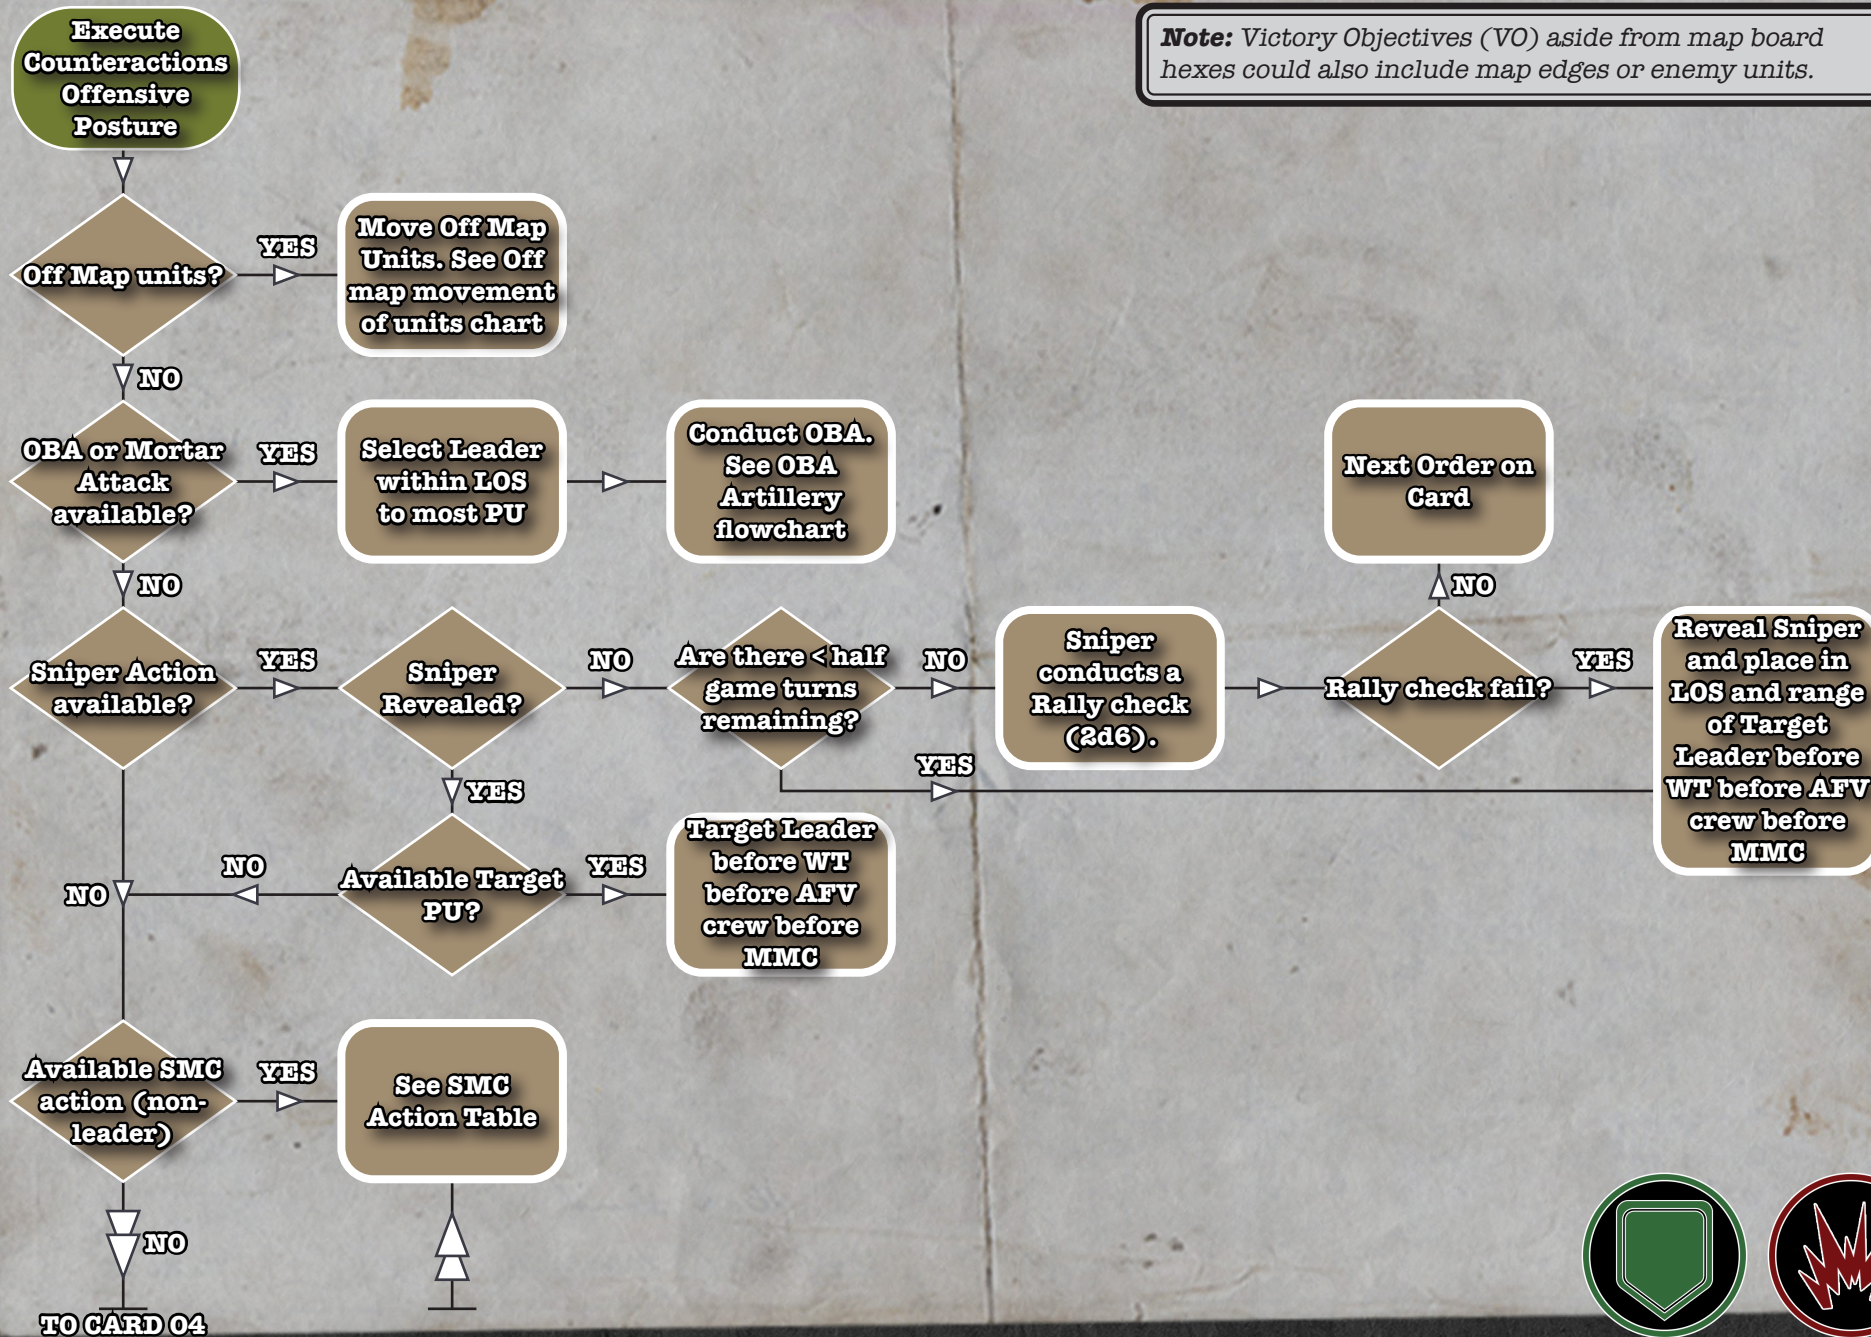 Execute
Counteractions
Offensive
Posture
Note: Victory Objectives (VO) aside from map board
hexes could also include map edges or enemy units.
Off Map units?
YES
Move Off Map
Units. See Off
map movement
of units chart
NO
OBA or Mortar
Attack
available?
YES
Select Leader
within LOS
to most PU
Conduct OBA.
See OBA
Artillery
flowchart
Next Order on
Card
NO
NO
Sniper Action
available?
YES
Sniper
Revealed?
NO
Are there < half
game turns
remaining?
NO
Sniper
conducts a
Rally check
(2d6).
Rally check fail?
YES
Reveal Sniper
and place in
LOS and range
of Target
Leader before
WT before AFV
crew before
MMC
YES
YES
NO
NO
Available Target
PU?
YES
Target Leader
before WT
before AFV
crew before
MMC
Available SMC
action (non-
leader)
YES
See SMC
Action Table
NO
TO CARD 04